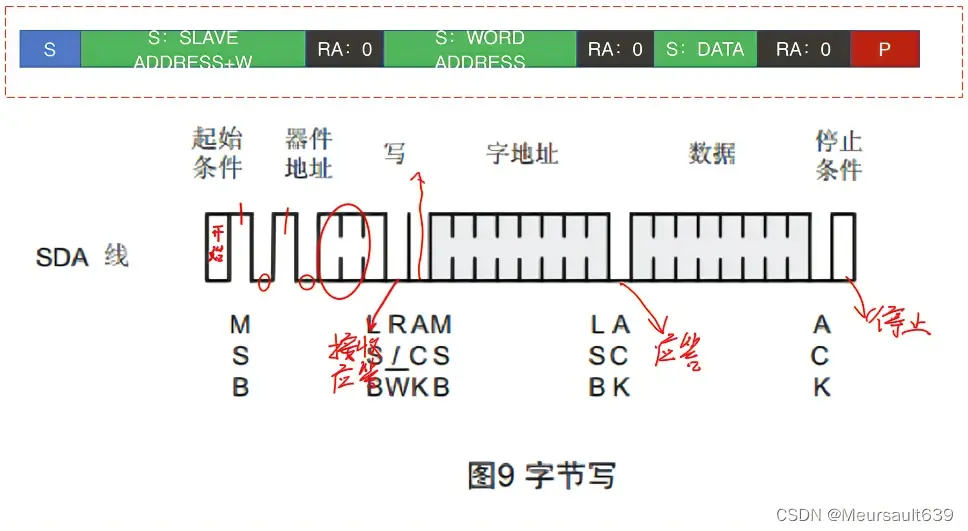 S
S：SLAVE
ADDRESS+W
RA：0
S：WORD
ADDRESS
RA：0
S：DATA
RA：0
P
起始
条件
器件
地址
写
字地址
数据
停止
条件
SDA 线
开始
M L R A M L A A
S S / C S S C C
B B W K B B K K
接收
应答
应答
停止
图9 字节写
CSDN @Meursault639